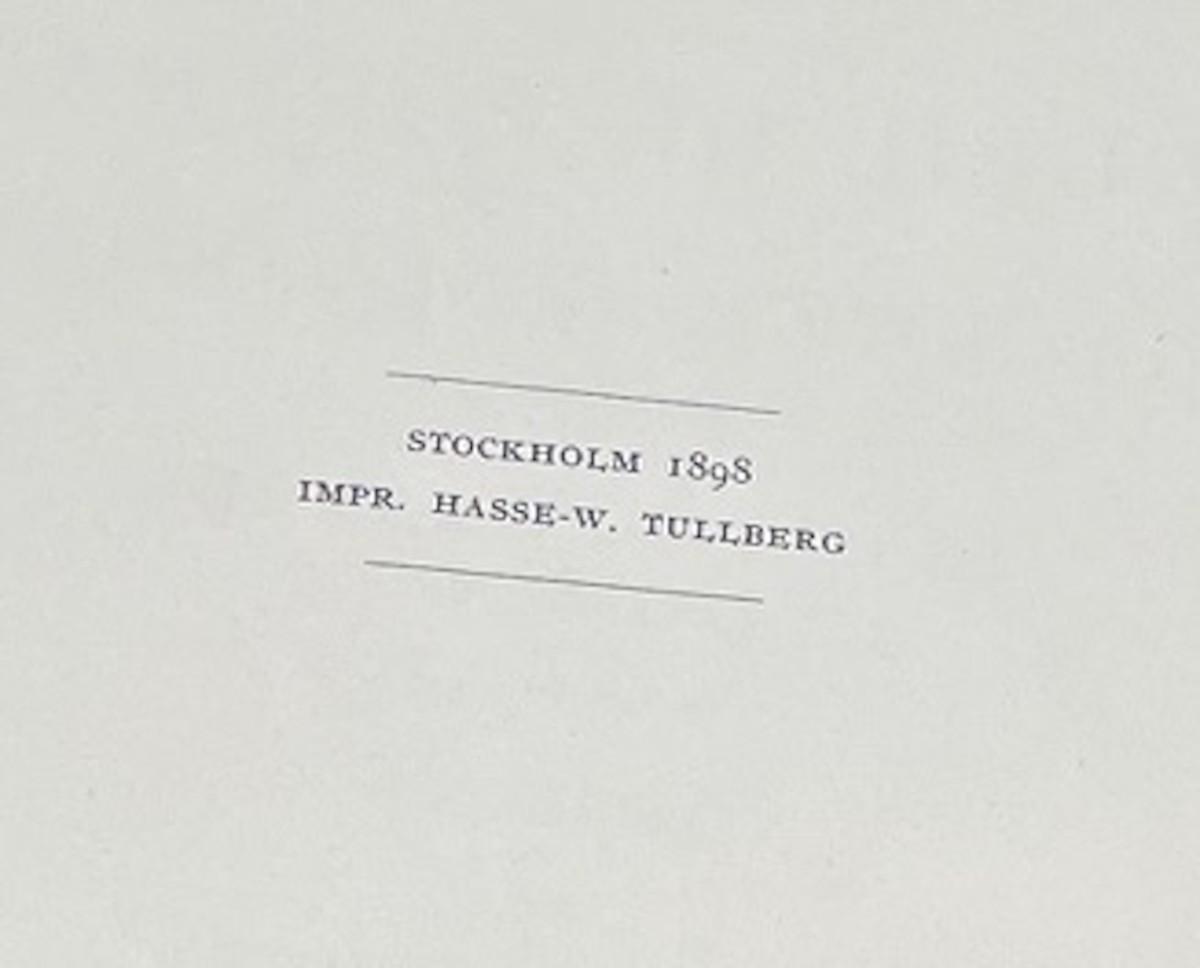 STOCKHOLM 1898
IMPR. HASSE-W. TULLBERG